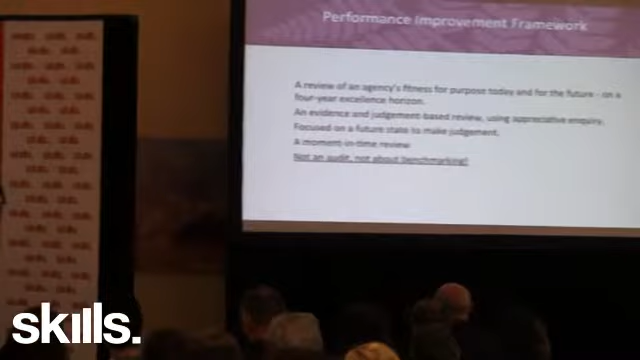 Performance Improvement Framework
A review of an agency's fitness for purpose today and for the future - on a
four-year excellence horizon.
An evidence and judgement-based review, using appreciative enquiry.
Focused on a future state to make judgement.
A moment-in-time review
Not an audit, not about benchmarking!
skills.